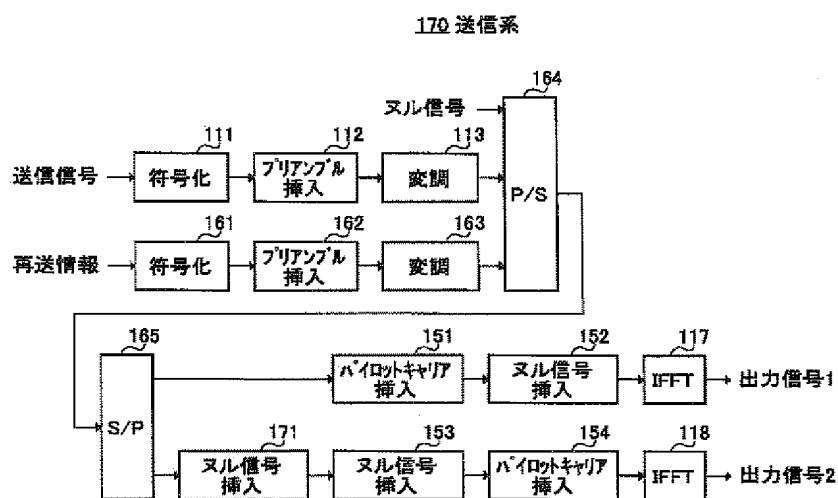 170 送信系
164
ヌル信号
111
112
113
送信信号
符号化
プリアンブル
挿入
変調
P/S
161
162
163
再送情報
符号化
プリアンブル
挿入
変調
165
151
152
117
パイロットキャリア
挿入
ヌル信号
挿入
IFFT
出力信号1
S/P
171
153
154
118
ヌル信号
挿入
ヌル信号
挿入
パイロットキャリア
挿入
IFFT
出力信号2